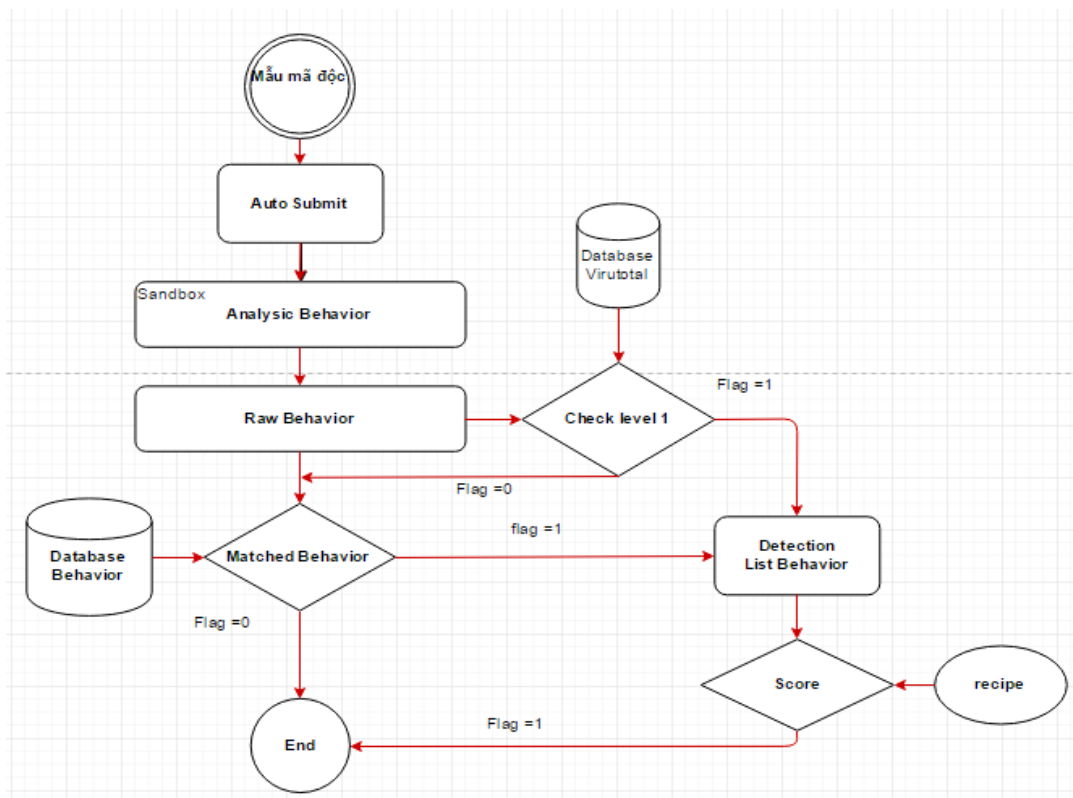 Mẫu mã độc
Auto Submit
Sandbox
Analysic Behavior
Database
Virutotal
Raw Behavior
Check level 1
Flag =1
Flag =0
Database
Behavior
Matched Behavior
flag =1
Detection
List Behavior
Flag =0
Score
recipe
End
Flag =1